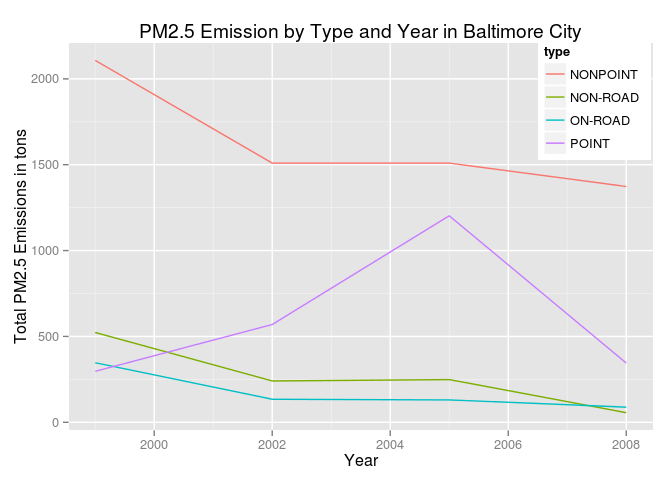 PM2.5 Emission by Type and Year in Baltimore City
type
NONPOINT
NON-ROAD
ON-ROAD
POINT
Total PM2.5 Emissions in tons
2000
1500
1000
500
0
2000 2002 2004 2006 2008
Year